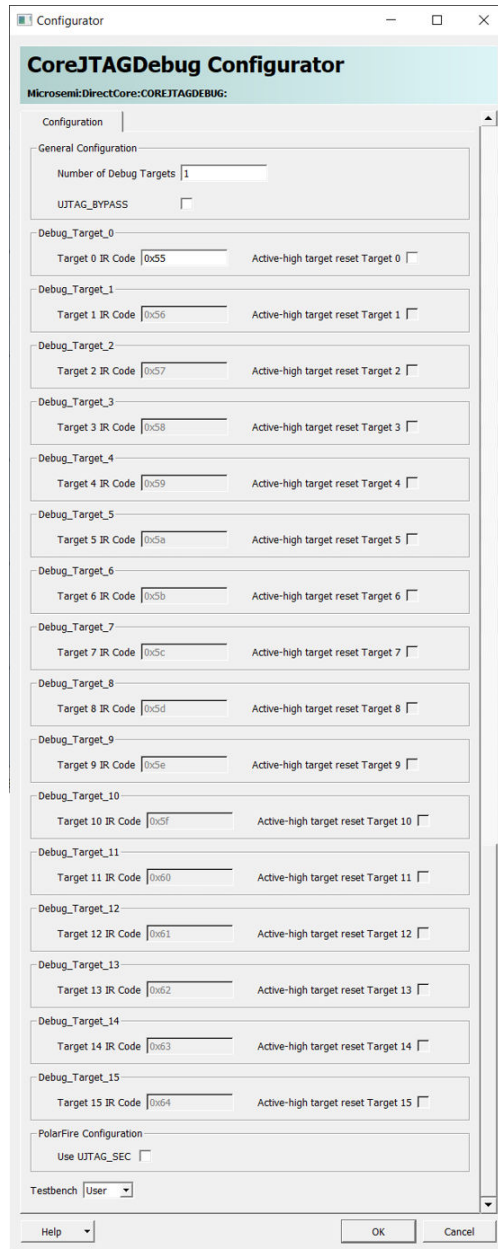 Configurator
CoreJTAGDebug Configurator
Microsemi:DirectCore:COREJTAGDEBUG:
Configuration
General Configuration
Number of Debug Targets 1
UJTAG_BYPASS
Debug_Target_0
Target 0 IR Code 0x55 Active-high target reset Target 0
Debug_Target_1
Target 1 IR Code 0x56 Active-high target reset Target 1
Debug_Target_2
Target 2 IR Code 0x57 Active-high target reset Target 2
Debug_Target_3
Target 3 IR Code 0x58 Active-high target reset Target 3
Debug_Target_4
Target 4 IR Code 0x59 Active-high target reset Target 4
Debug_Target_5
Target 5 IR Code 0x5a Active-high target reset Target 5
Debug_Target_6
Target 6 IR Code 0x5b Active-high target reset Target 6
Debug_Target_7
Target 7 IR Code 0x5c Active-high target reset Target 7
Debug_Target_8
Target 8 IR Code 0x5d Active-high target reset Target 8
Debug_Target_9
Target 9 IR Code 0x5e Active-high target reset Target 9
Debug_Target_10
Target 10 IR Code 0x5f Active-high target reset Target 10
Debug_Target_11
Target 11 IR Code 0x60 Active-high target reset Target 11
Debug_Target_12
Target 12 IR Code 0x61 Active-high target reset Target 12
Debug_Target_13
Target 13 IR Code 0x62 Active-high target reset Target 13
Debug_Target_14
Target 14 IR Code 0x63 Active-high target reset Target 14
Debug_Target_15
Target 15 IR Code 0x64 Active-high target reset Target 15
PolarFire Configuration
Use UJTAG_SEC
Testbench User
Help OK Cancel